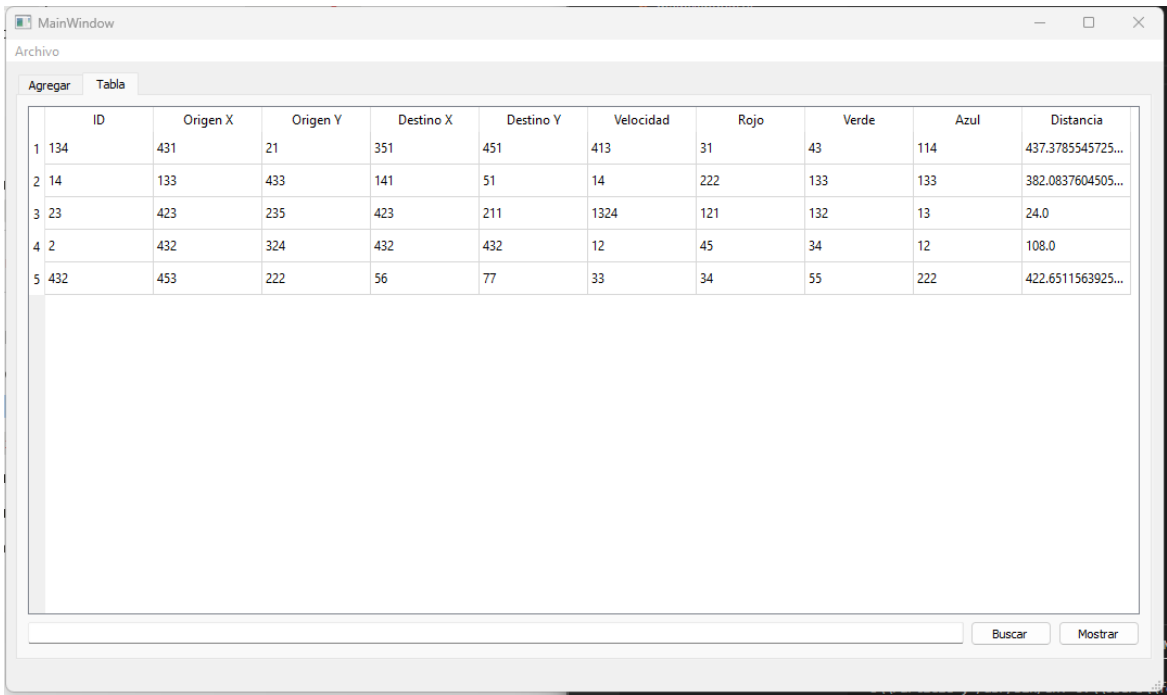 MainWindow
Archivo
Agregar Tabla
ID Origen X Origen Y Destino X Destino Y Velocidad Rojo Verde Azul Distancia
1 134 431 21 351 451 413 31 43 114 437.3785545725...
2 14 133 433 141 51 14 222 133 133 382.0837604505...
3 23 423 235 423 211 1324 121 132 13 24.0
4 2 432 324 432 432 12 45 34 12 108.0
5 432 453 222 56 77 33 34 55 222 422.6511563925...
Buscar Mostrar